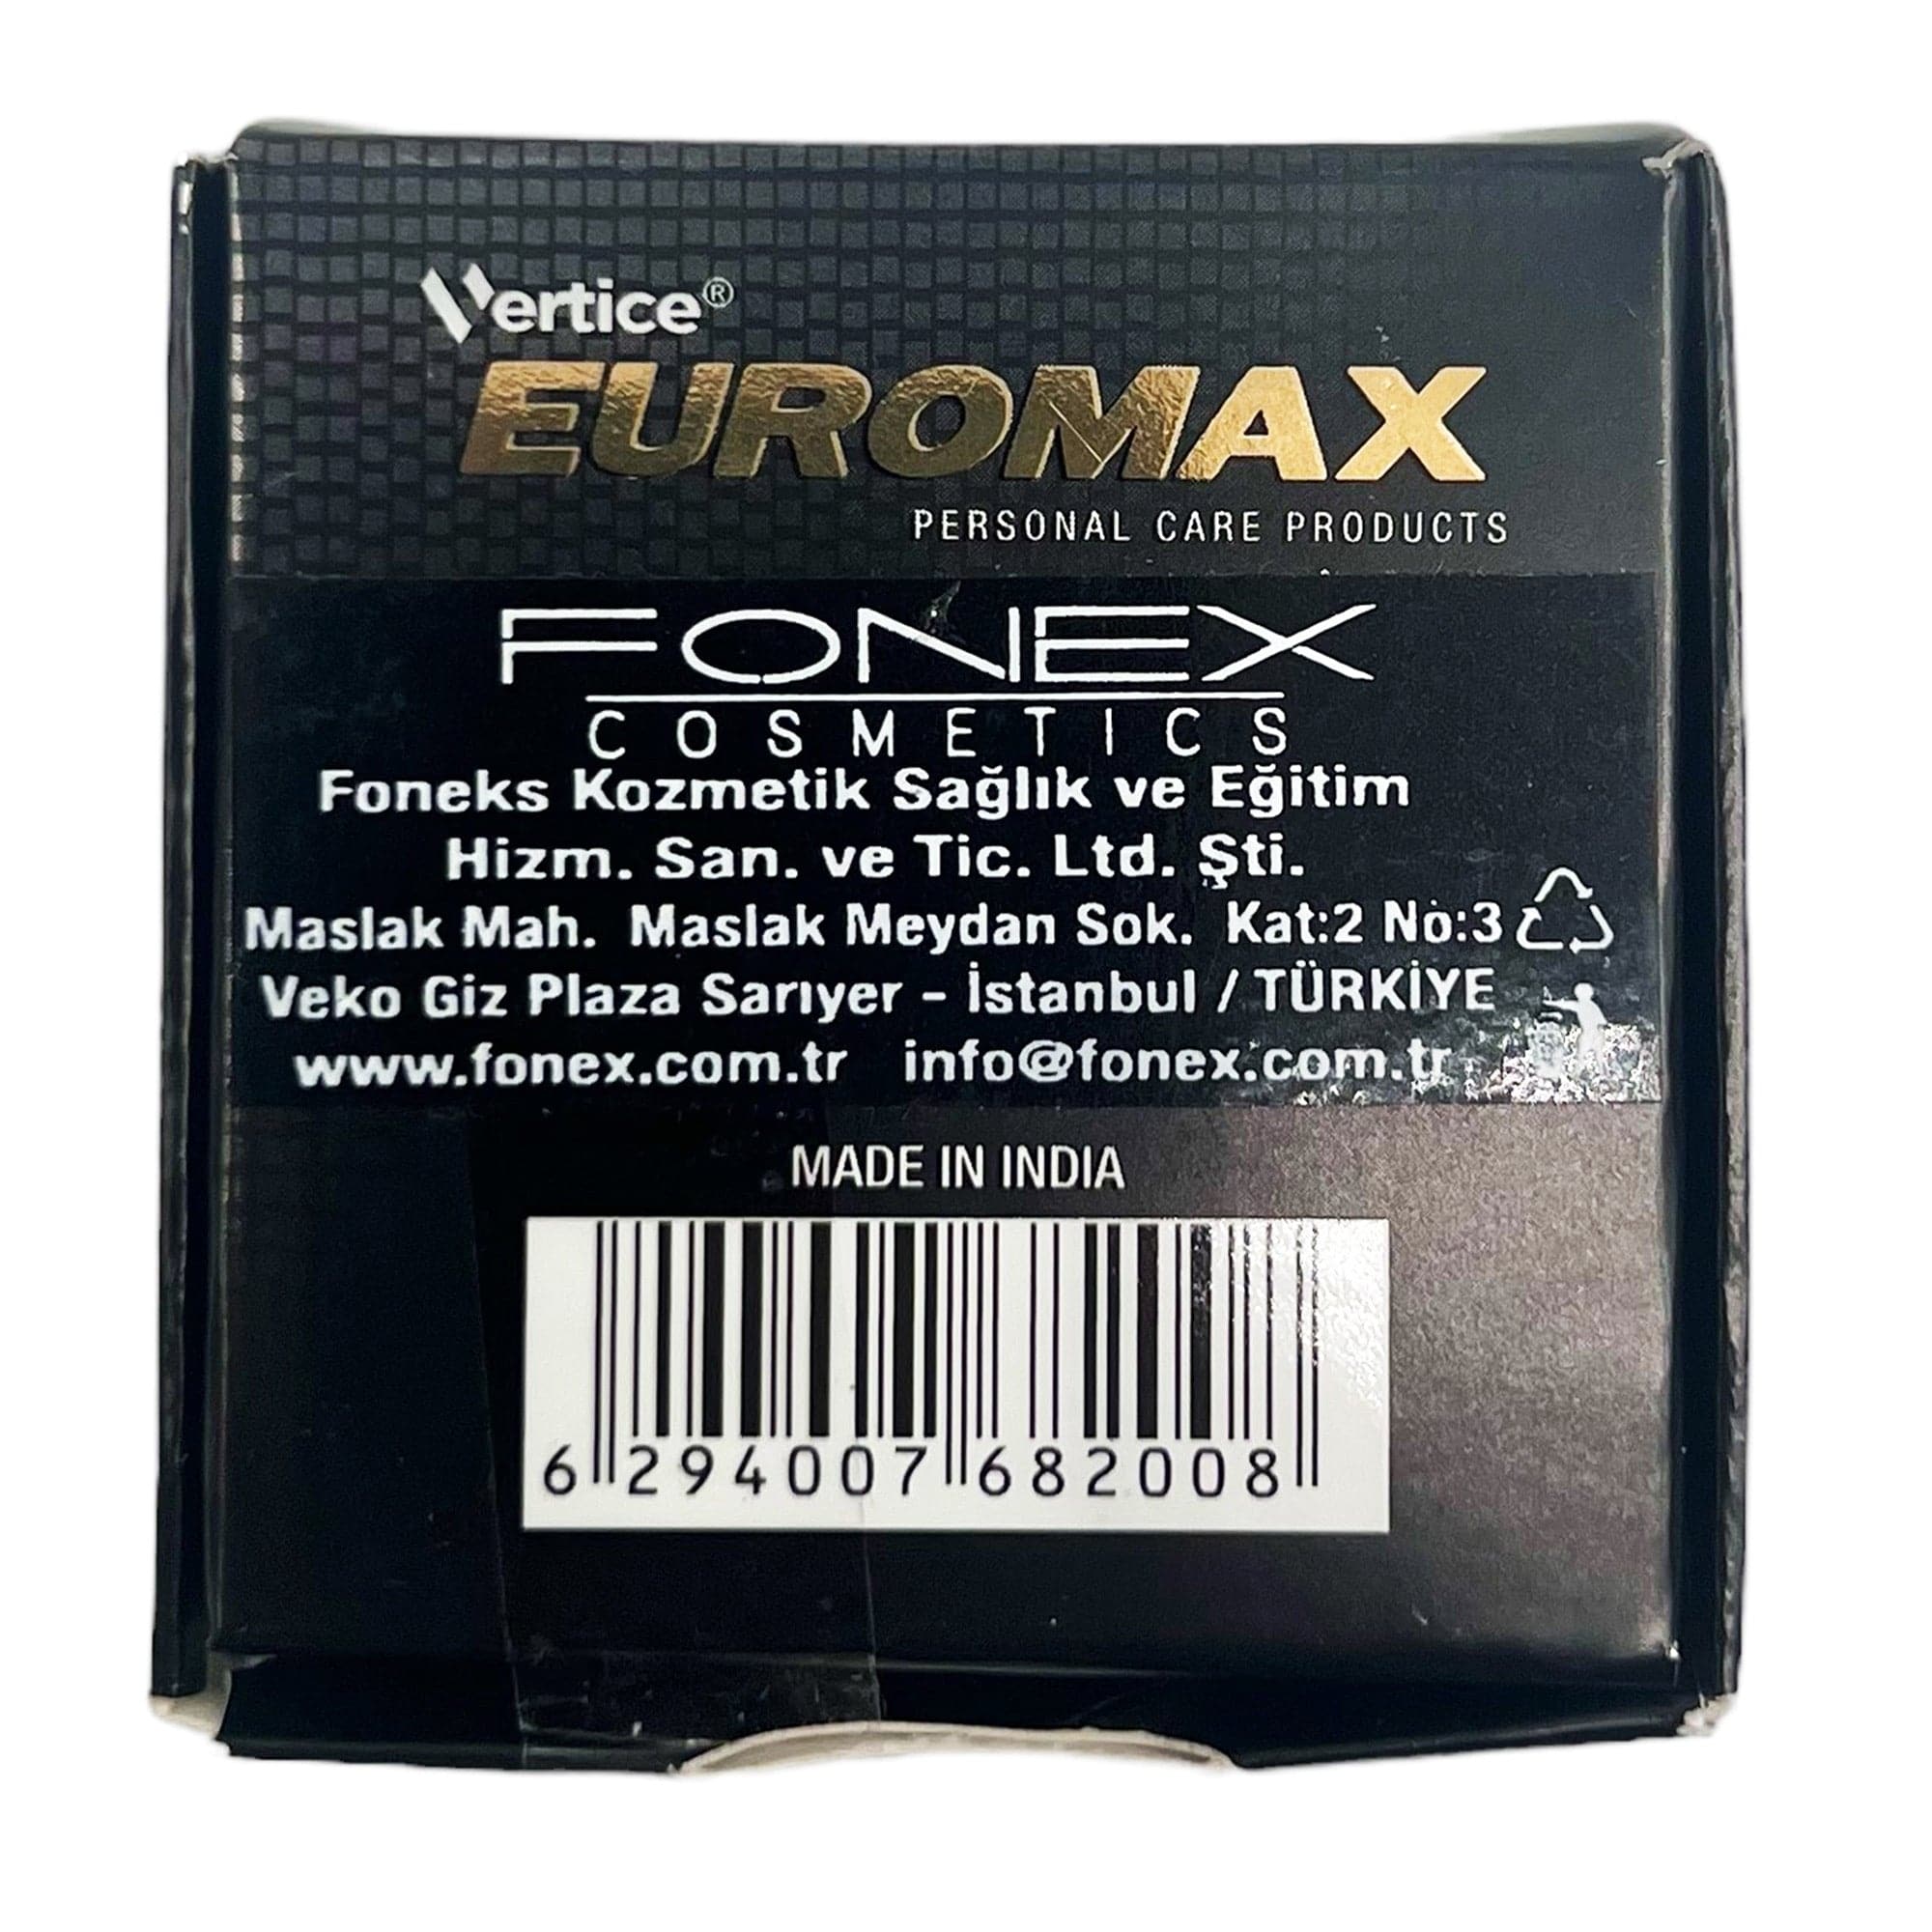 Vertice®
EUROMAX
PERSONAL CARE PRODUCTS
FONEX
COSMETICS
Foneks Kozmetik Sağlık ve Eğitim
Hizm. San. ve Tic. Ltd. Şti.
Maslak Mah. Maslak Meydan Sok. Kat:2 No:3
Veko Giz Plaza Sarıyer - İstanbul / TÜRKİYE
www.fonex.com.tr info@fonex.com.tr
MADE IN INDIA
6 294007 682008